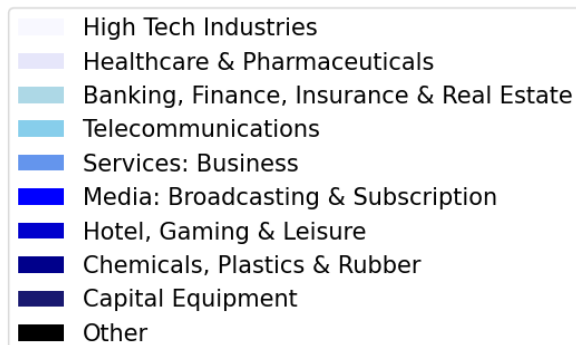 High Tech Industries
Healthcare & Pharmaceuticals
Banking, Finance, Insurance & Real Estate
Telecommunications
Services: Business
Media: Broadcasting & Subscription
Hotel, Gaming & Leisure
Chemicals, Plastics & Rubber
Capital Equipment
Other